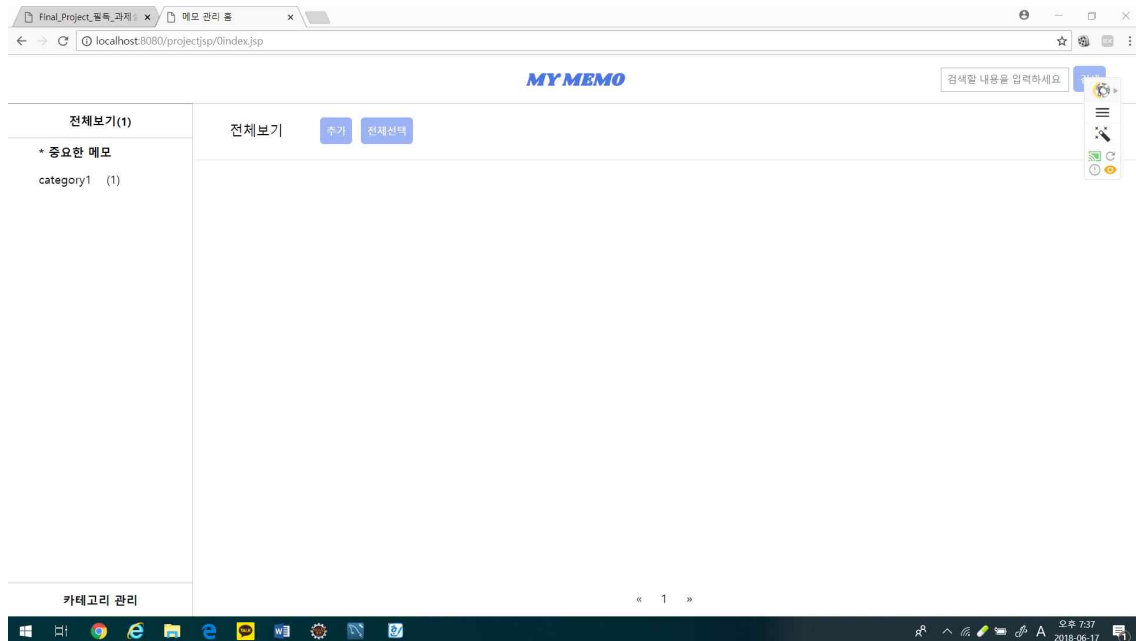 Final_Project_필독_과제
메모 관리 홈
localhost:8080/projectjsp/0index.jsp
MY MEMO
검색할 내용을 입력하세요
전체보기(1)
전체보기
추가
전체선택
* 중요한 메모
category1 (1)
카테고리 관리
« 1 »
TALK
A
오후 7:37
2018-06-17